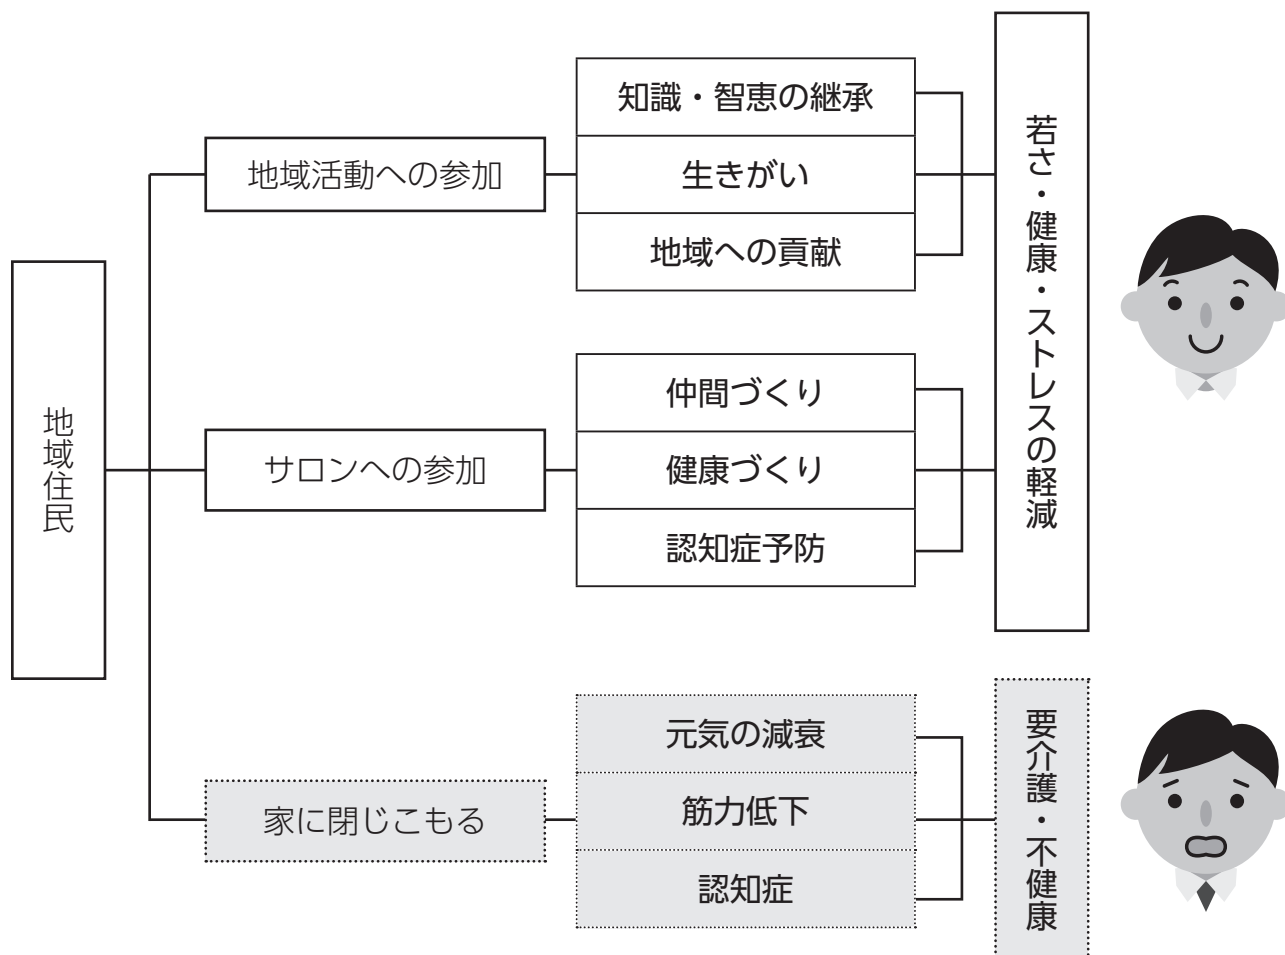 地域住民
地域活動への参加
知識・智恵の継承
生きがい
地域への貢献
サロンへの参加
仲間づくり
健康づくり
認知症予防
若さ・健康・ストレスの軽減
家に閉じこもる
元気の減衰
筋力低下
認知症
要介護・不健康